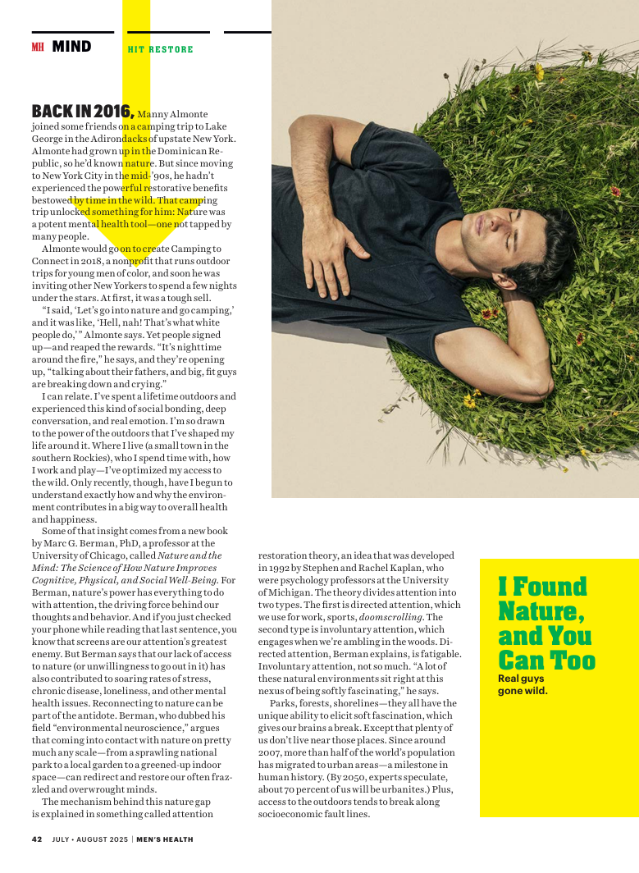 MH MIND
HIT RESTORE
BACK IN 2016, Manny Almonte
joined some friends on a camping trip to Lake
George in the Adirondacks of upstate New York.
Almonte had grown up in the Dominican Re-
public, so he'd known nature. But since moving
to New York City in the mid-'90s, he hadn't
experienced the powerful restorative benefits
bestowed by time in the wild. That camping
trip unlocked something for him: Nature was
a potent mental health tool—one not tapped by
many people.
Almonte would go on to create Camping to
Connect in 2018, a nonprofit that runs outdoor
trips for young men of color, and soon he was
inviting other New Yorkers to spend a few nights
under the stars. At first, it was a tough sell.
"I said, 'Let's go into nature and go camping,'
and it was like, 'Hell, nah! That's what white
people do,'" Almonte says. Yet people signed
up—and reaped the rewards. "It's nighttime
around the fire," he says, and they're opening
up, "talking about their fathers, and big, fit guys
are breaking down and crying."
I can relate. I've spent a lifetime outdoors and
experienced this kind of social bonding, deep
conversation, and real emotion. I'm so drawn
to the power of the outdoors that I've shaped my
life around it. Where I live (a small town in the
southern Rockies), who I spend time with, how
I work and play—I've optimized my access to
the wild. Only recently, though, have I begun to
understand exactly how and why the environ-
ment contributes in a big way to overall health
and happiness.
Some of that insight comes from a new book
by Marc G. Berman, PhD, a professor at the
University of Chicago, called Nature and the
Mind: The Science of How Nature Improves
Cognitive, Physical, and Social Well-Being. For
Berman, nature's power has everything to do
with attention, the driving force behind our
thoughts and behavior. And if you just checked
your phone while reading that last sentence, you
know that screens are our attention's greatest
enemy. But Berman says that our lack of access
to nature (or unwillingness to go out in it) has
also contributed to soaring rates of stress,
chronic disease, loneliness, and other mental
health issues. Reconnecting to nature can be
part of the antidote. Berman, who dubbed his
field "environmental neuroscience," argues
that coming into contact with nature on pretty
much any scale—from a sprawling national
park to a local garden to a greened-up indoor
space—can redirect and restore our often fraz-
zled and overwrought minds.
The mechanism behind this nature gap
is explained in something called attention
restoration theory, an idea that was developed
in 1992 by Stephen and Rachel Kaplan, who
were psychology professors at the University
of Michigan. The theory divides attention into
two types. The first is directed attention, which
we use for work, sports, doomscrolling. The
second type is involuntary attention, which
engages when we're ambling in the woods. Di-
rected attention, Berman explains, is fatigable.
Involuntary attention, not so much. "A lot of
these natural environments sit right at this
nexus of being softly fascinating," he says.
Parks, forests, shorelines—they all have the
unique ability to elicit soft fascination, which
gives our brains a break. Except that plenty of
us don't live near those places. Since around
2007, more than half of the world's population
has migrated to urban areas—a milestone in
human history. (By 2050, experts speculate,
about 70 percent of us will be urbanites.) Plus,
access to the outdoors tends to break along
socioeconomic fault lines.
I Found
Nature,
and You
Can Too
Real guys
gone wild.
42 JULY • AUGUST 2025 | MEN'S HEALTH